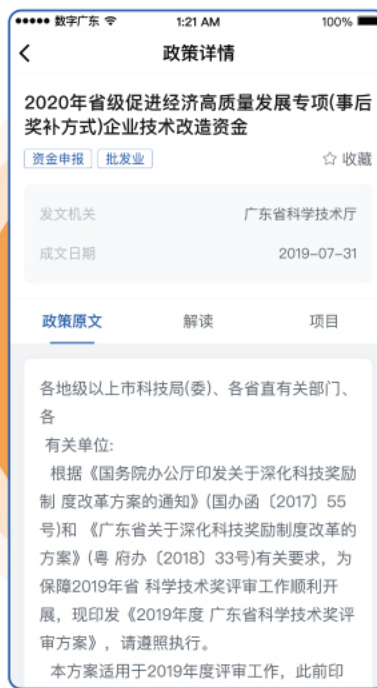 数字广东 1:21 AM 100%
政策详情
2020年省级促进经济高质量发展专项(事后
奖补方式)企业技术改造资金
资金申报 批发业 收藏
发文机关 广东省科学技术厅
成文日期 2019-07-31
政策原文 解读 项目
各地级以上市科技局(委)、各省直有关部门、
各
有关单位:
根据《国务院办公厅印发关于深化科技奖励
制 度改革方案的通知》(国办函〔2017〕55
号)和 《广东省关于深化科技奖励制度改革的
方案》(粤 府办〔2018〕33号)有关要求，为
保障2019年省 科学技术奖评审工作顺利开
展，现印发《2019年度 广东省科学技术奖评
审方案》，请遵照执行。
本方案适用于2019年度评审工作，此前印